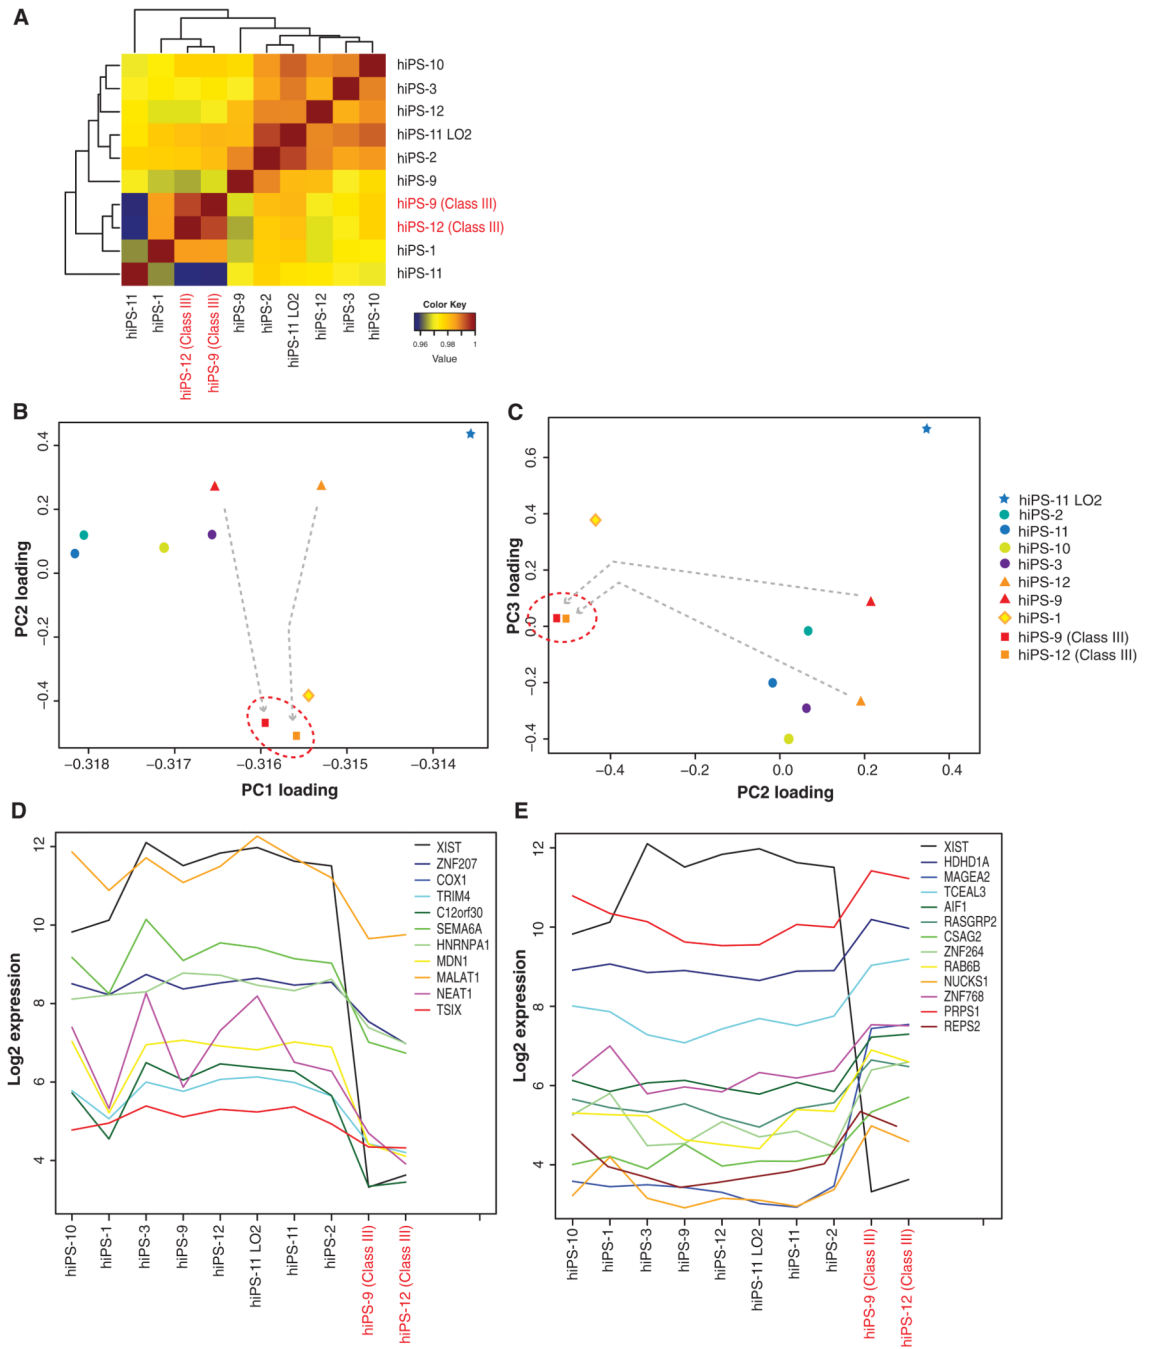 A
hiPS-10
hiPS-3
hiPS-12
hiPS-11 LO2
hiPS-2
hiPS-9
hiPS-9 (Class III)
hiPS-12 (Class III)
hiPS-1
hiPS-11
hiPS-11
hiPS-1
hiPS-12 (Class III)
hiPS-9 (Class III)
hiPS-9
hiPS-2
hiPS-11 LO2
hiPS-12
hiPS-3
hiPS-10
Color Key
0.96 0.98 1
Value
B
0.4
0.2
0.0
−0.2
−0.4
PC2 loading
−0.318 −0.317 −0.316 −0.315 −0.314
PC1 loading
C
0.6
0.4
0.2
0.0
−0.2
−0.4
PC3 loading
−0.4 −0.2 0.0 0.2 0.4
PC2 loading
hiPS-11 LO2
hiPS-2
hiPS-11
hiPS-10
hiPS-3
hiPS-12
hiPS-9
hiPS-1
hiPS-9 (Class III)
hiPS-12 (Class III)
D
12
10
8
6
4
Log2 expression
XIST
ZNF207
COX1
TRIM4
C12orf30
SEMA6A
HNRNPA1
MDN1
MALAT1
NEAT1
TSIX
hiPS-10
hiPS-1
hiPS-3
hiPS-9
hiPS-12
hiPS-11 LO2
hiPS-11
hiPS-2
hiPS-9 (Class III)
hiPS-12 (Class III)
E
12
10
8
6
4
Log2 expression
XIST
HDHD1A
MAGEA2
TCEAL3
AIF1
RASGRP2
CSAG2
ZNF264
RAB6B
NUCKS1
ZNF768
PRPS1
REPS2
hiPS-10
hiPS-1
hiPS-3
hiPS-9
hiPS-12
hiPS-11 LO2
hiPS-11
hiPS-2
hiPS-9 (Class III)
hiPS-12 (Class III)